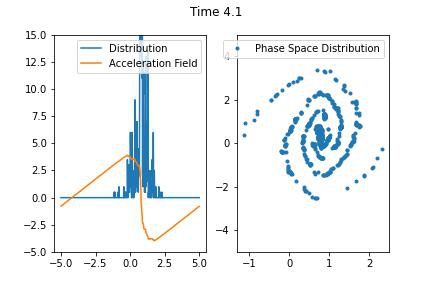 Time 4.1
15.0
12.5
10.0
7.5
5.0
2.5
0.0
−2.5
−5.0
−5.0 −2.5 0.0 2.5 5.0
Distribution
Acceleration Field
4
2
0
−2
−4
−1 0 1 2
Phase Space Distribution